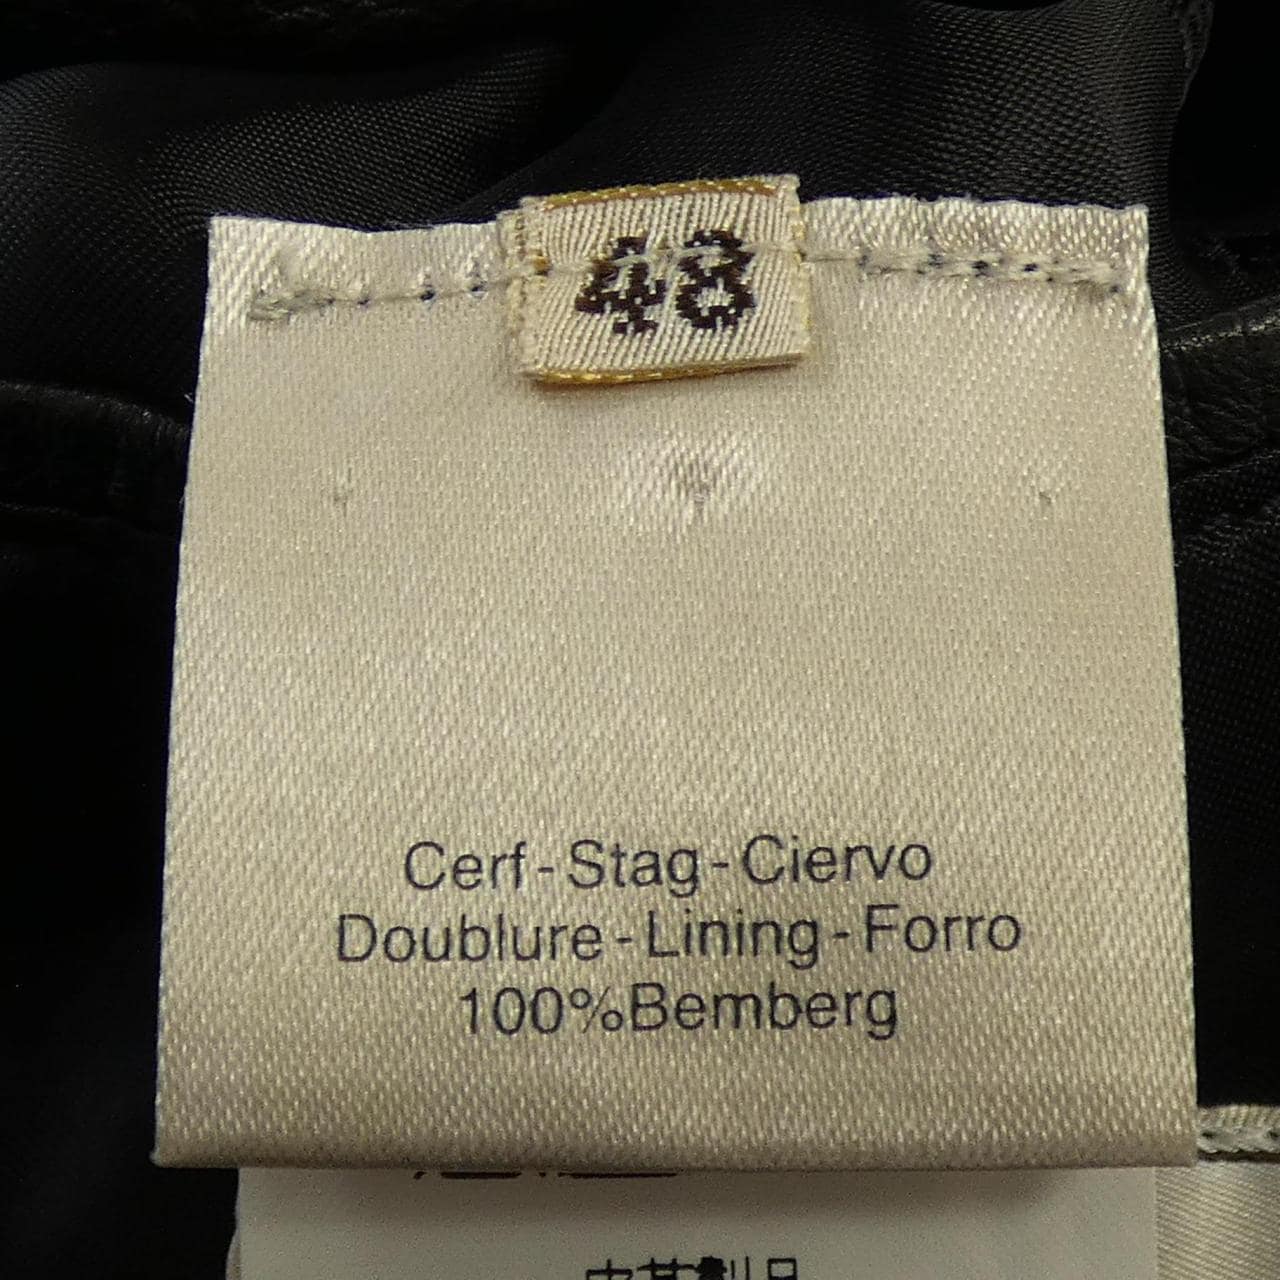 48
Cerf-Stag-Ciervo
Doublure-Lining-Forro
100%Bemberg